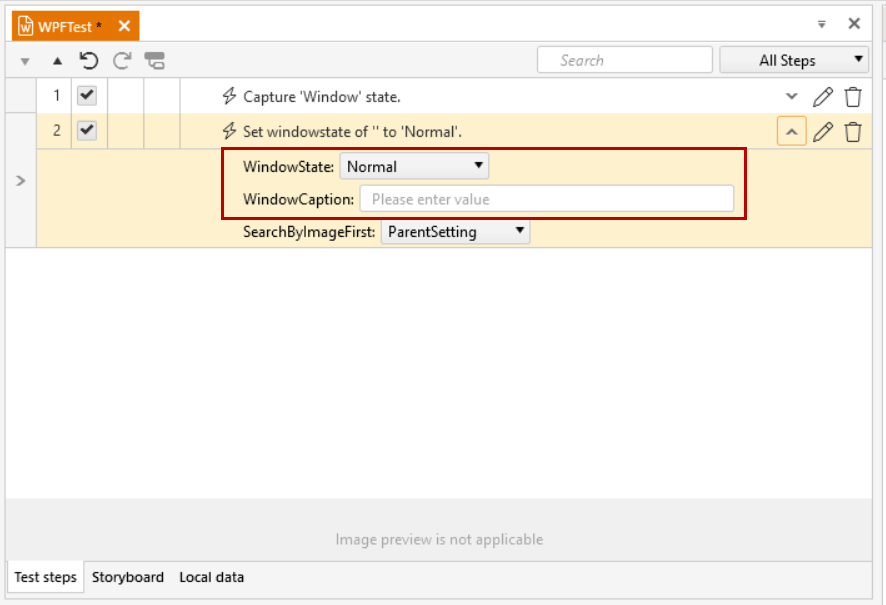 WPFTest *
Search
All Steps
1 Capture 'Window' state.
2 Set windowstate of '' to 'Normal'.
WindowState: Normal
WindowCaption: Please enter value
SearchByImageFirst: ParentSetting
Image preview is not applicable
Test steps Storyboard Local data